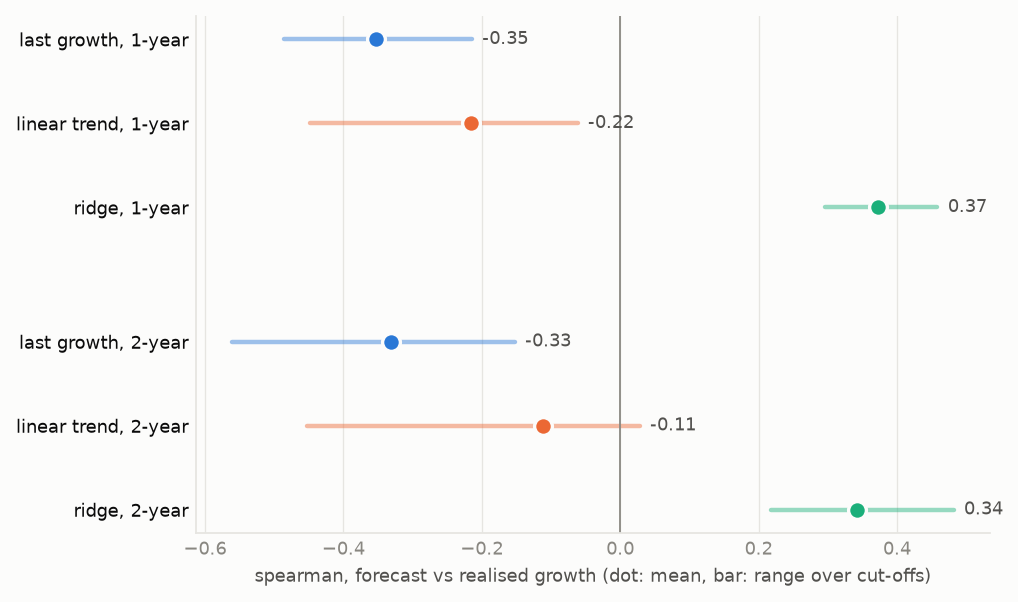 last growth, 1-year -0.35
linear trend, 1-year -0.22
ridge, 1-year 0.37
last growth, 2-year -0.33
linear trend, 2-year -0.11
ridge, 2-year 0.34
−0.6 −0.4 −0.2 0.0 0.2 0.4
spearman, forecast vs realised growth (dot: mean, bar: range over cut-offs)